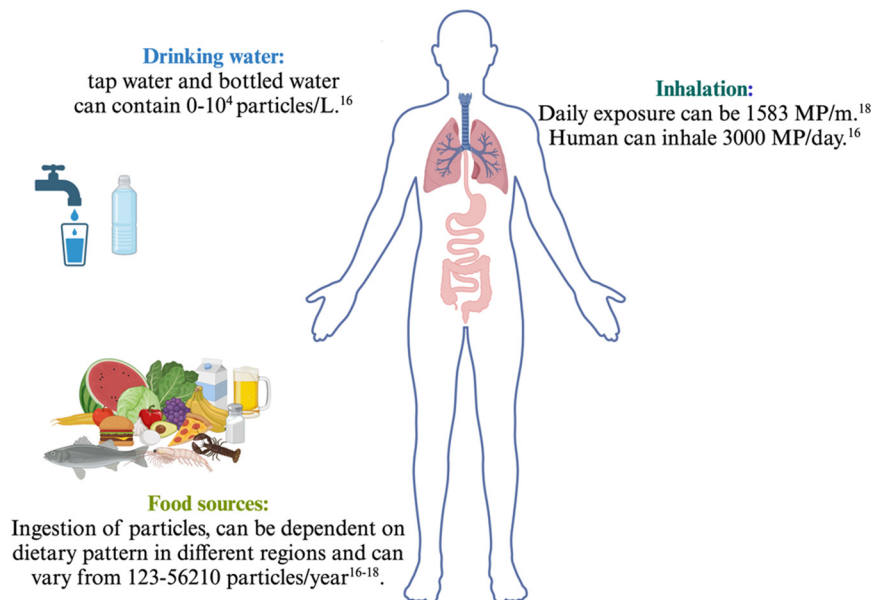 Drinking water:
tap water and bottled water
can contain 0-10⁴ particles/L.¹⁶
Inhalation:
Daily exposure can be 1583 MP/m.¹⁸
Human can inhale 3000 MP/day.¹⁶
Food sources:
Ingestion of particles, can be dependent on
dietary pattern in different regions and can
vary from 123-56210 particles/year¹⁶⁻¹⁸.